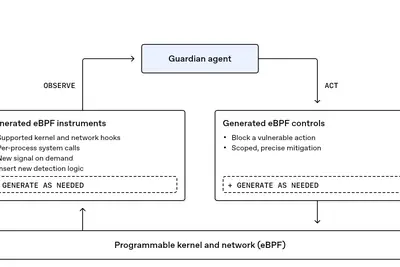 Guardian agent
OBSERVE
ACT
nerated eBPF instruments
Supported kernel and network hooks
Per-process system calls
New signal on demand
nsert new detection logic
GENERATE AS NEEDED
Generated eBPF controls
• Block a vulnerable action
• Scoped, precise mitigation
+ GENERATE AS NEEDED
Programmable kernel and network (eBPF)